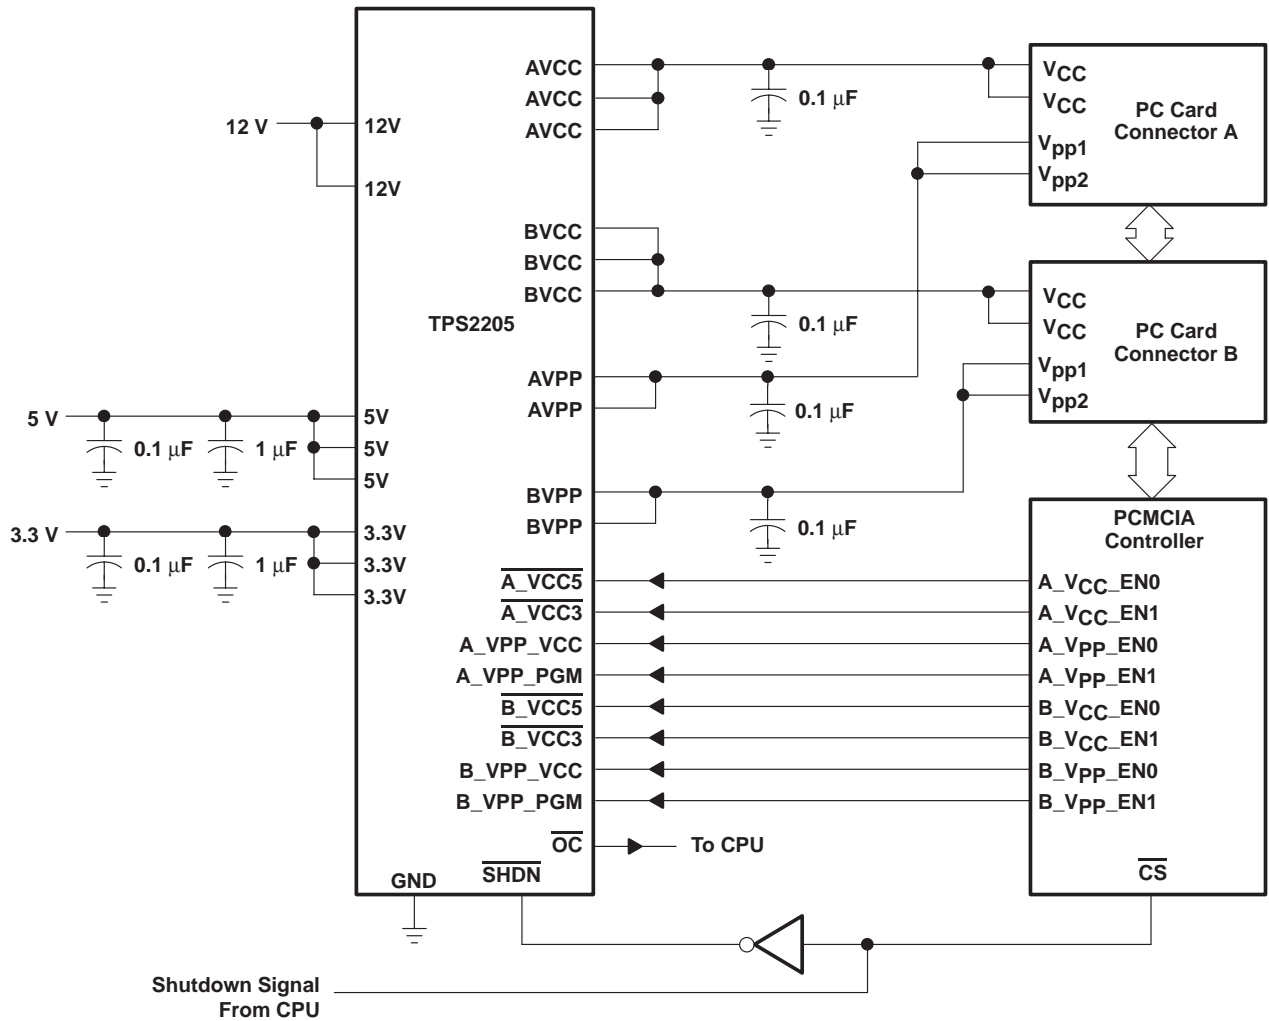 12 V
5 V
0.1 μF
1 μF
3.3 V
0.1 μF
1 μF
12V
12V
5V
5V
5V
3.3V
3.3V
3.3V
GND
TPS2205
AVCC
AVCC
AVCC
BVCC
BVCC
BVCC
AVPP
AVPP
BVPP
BVPP
A_VCC5
A_VCC3
A_VPP_VCC
A_VPP_PGM
B_VCC5
B_VCC3
B_VPP_VCC
B_VPP_PGM
OC
SHDN
To CPU
0.1 μF
0.1 μF
0.1 μF
0.1 μF
VCC
VCC
Vpp1
Vpp2
PC Card
Connector A
VCC
VCC
Vpp1
Vpp2
PC Card
Connector B
PCMCIA
Controller
A_VCC_EN0
A_VCC_EN1
A_VPP_EN0
A_VPP_EN1
B_VCC_EN0
B_VCC_EN1
B_VPP_EN0
B_VPP_EN1
CS
Shutdown Signal
From CPU